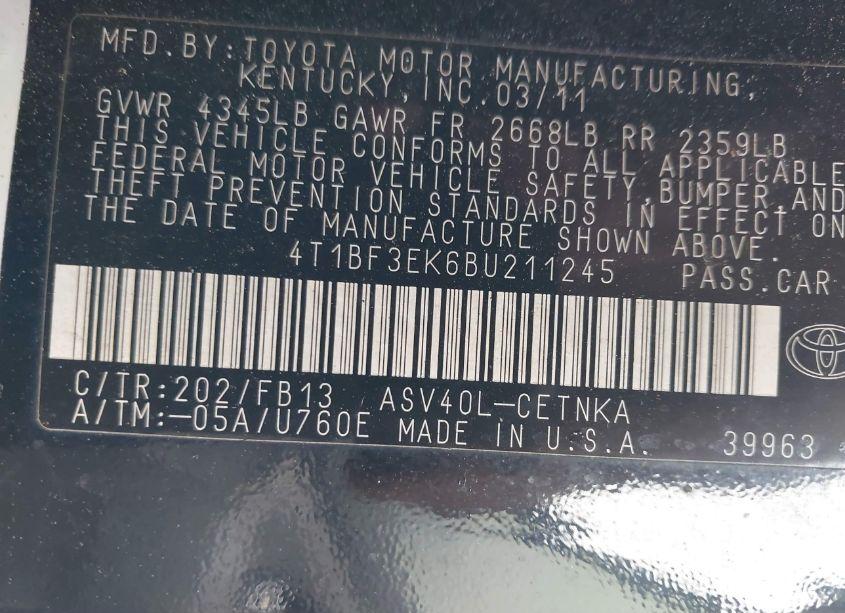 MFD.BY:TOYOTA MOTOR MANUFACTURING,
KENTUCKY,INC.03/11
GVWR 4345LB GAWR FR 2668LB RR 2359LB
THIS VEHICLE CONFORMS TO ALL APPLICABLE
FEDERAL MOTOR VEHICLE SAFETY,BUMPER,AND
THEFT PREVENTION STANDARDS IN EFFECT ON
THE DATE OF MANUFACTURE SHOWN ABOVE.
4T1BF3EK6BU211245 PASS.CAR
C/TR:202/FB13 ASV40L-CETNKA
A/TM:-05A/U760E MADE IN U.S.A. 39963